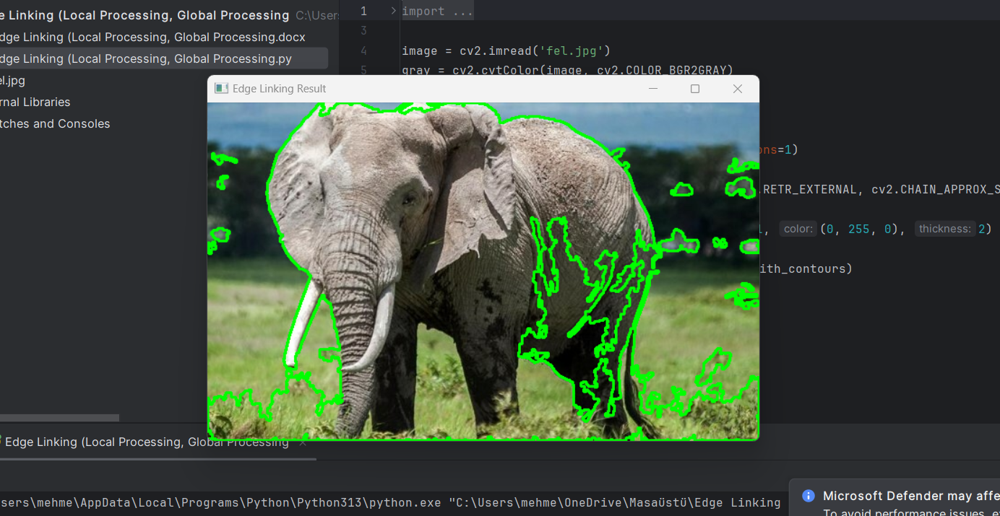 e Linking (Local Processing, Global Processing C:\User
dge Linking (Local Processing, Global Processing.docx
dge Linking (Local Processing, Global Processing.py
el.jpg
rnal Libraries
tches and Consoles
1 import ...
3
4 image = cv2.imread('fel.jpg')
5 gray = cv2.cvtColor(image, cv2.COLOR_BGR2GRAY)
Edge Linking Result
ons=1)
.RETR_EXTERNAL, cv2.CHAIN_APPROX_S
, color: (0, 255, 0), thickness: 2)
ith_contours)
Edge Linking (Local Processing, Global Processing
sers\mehme\AppData\Local\Programs\Python\Python313\python.exe "C:\Users\mehme\OneDrive\Masaüstü\Edge Linking
Microsoft Defender may affe
To avoid performance issues,